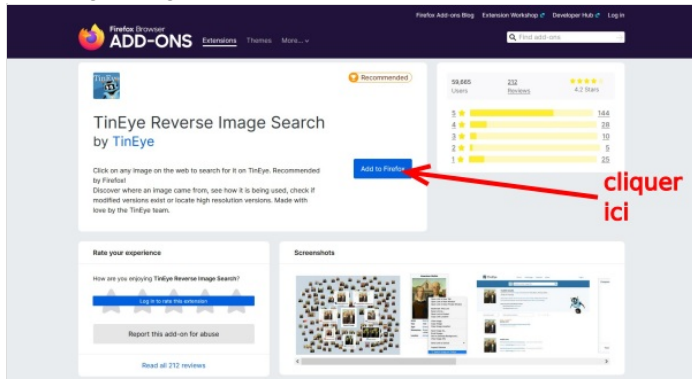 Firefox Add-ons Blog Extension Workshop Developer Hub Log in
Firefox Browser
ADD-ONS Extensions Themes More...
Find add-ons
TinEye
Recommended
TinEye Reverse Image Search
by TinEye
Click on any image on the web to search for it on TinEye. Recommended
by Firefox!
Discover where an image came from, see how it is being used, check if
modified versions exist or locate high resolution versions. Made with
love by the TinEye team.
Add to Firefox
59,665 212
Users Reviews 4.2 Stars
5 144
4 28
3 10
2 5
1 25
cliquer
ici
Rate your experience
How are you enjoying TinEye Reverse Image Search?
Log in to rate this extension
Report this add-on for abuse
Read all 212 reviews
Screenshots